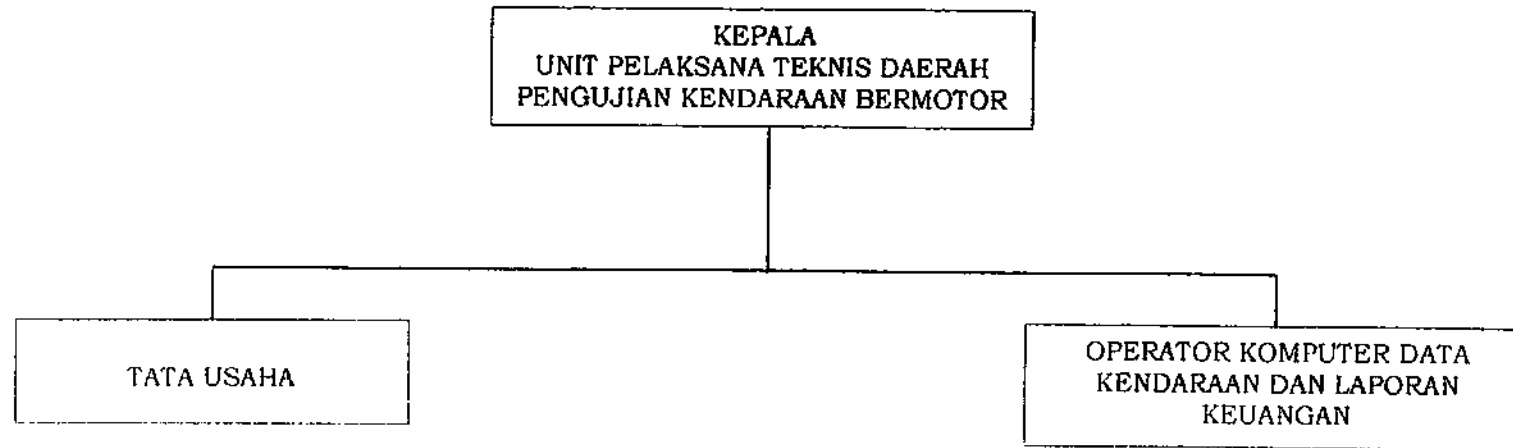 KEPALA
UNIT PELAKSANA TEKNIS DAERAH
PENGUJIAN KENDARAAN BERMOTOR
TATA USAHA
OPERATOR KOMPUTER DATA
KENDARAAN DAN LAPORAN
KEUANGAN